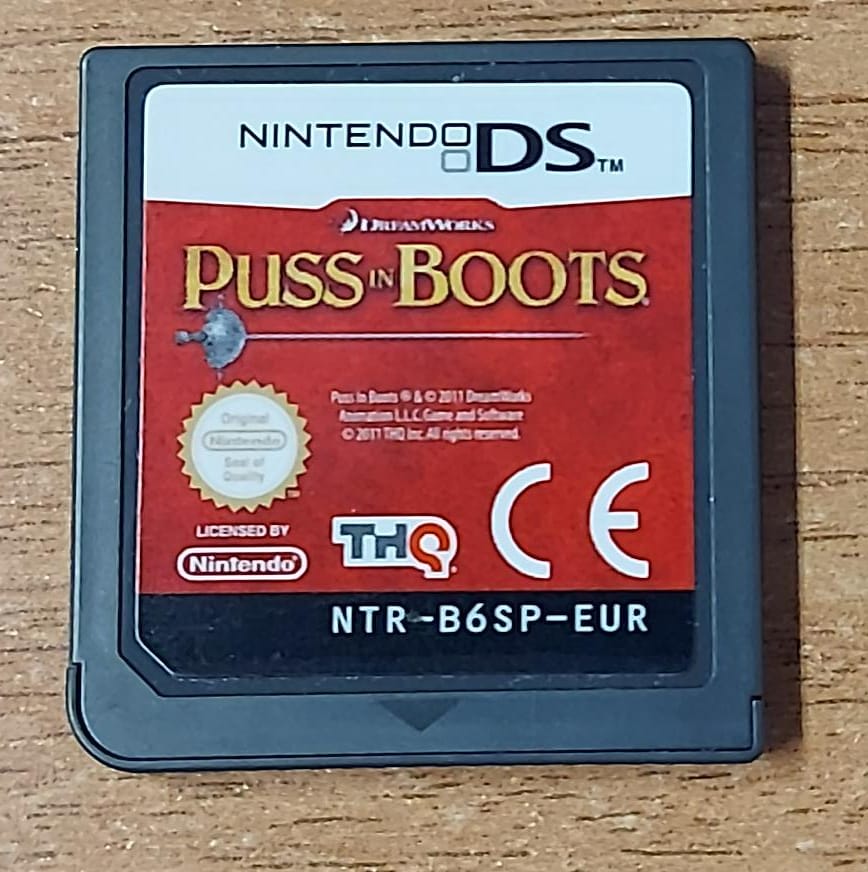 NINTENDO DS™
DREAMWORKS
PUSS IN BOOTS
Puss In Boots ® & © 2011 DreamWorks
Animation L.L.C. Game and Software
© 2011 THQ Inc. All rights reserved.
Original
Nintendo
Seal of
Quality
™
LICENSED BY
Nintendo®
THQ®
CE
NTR-B6SP-EUR